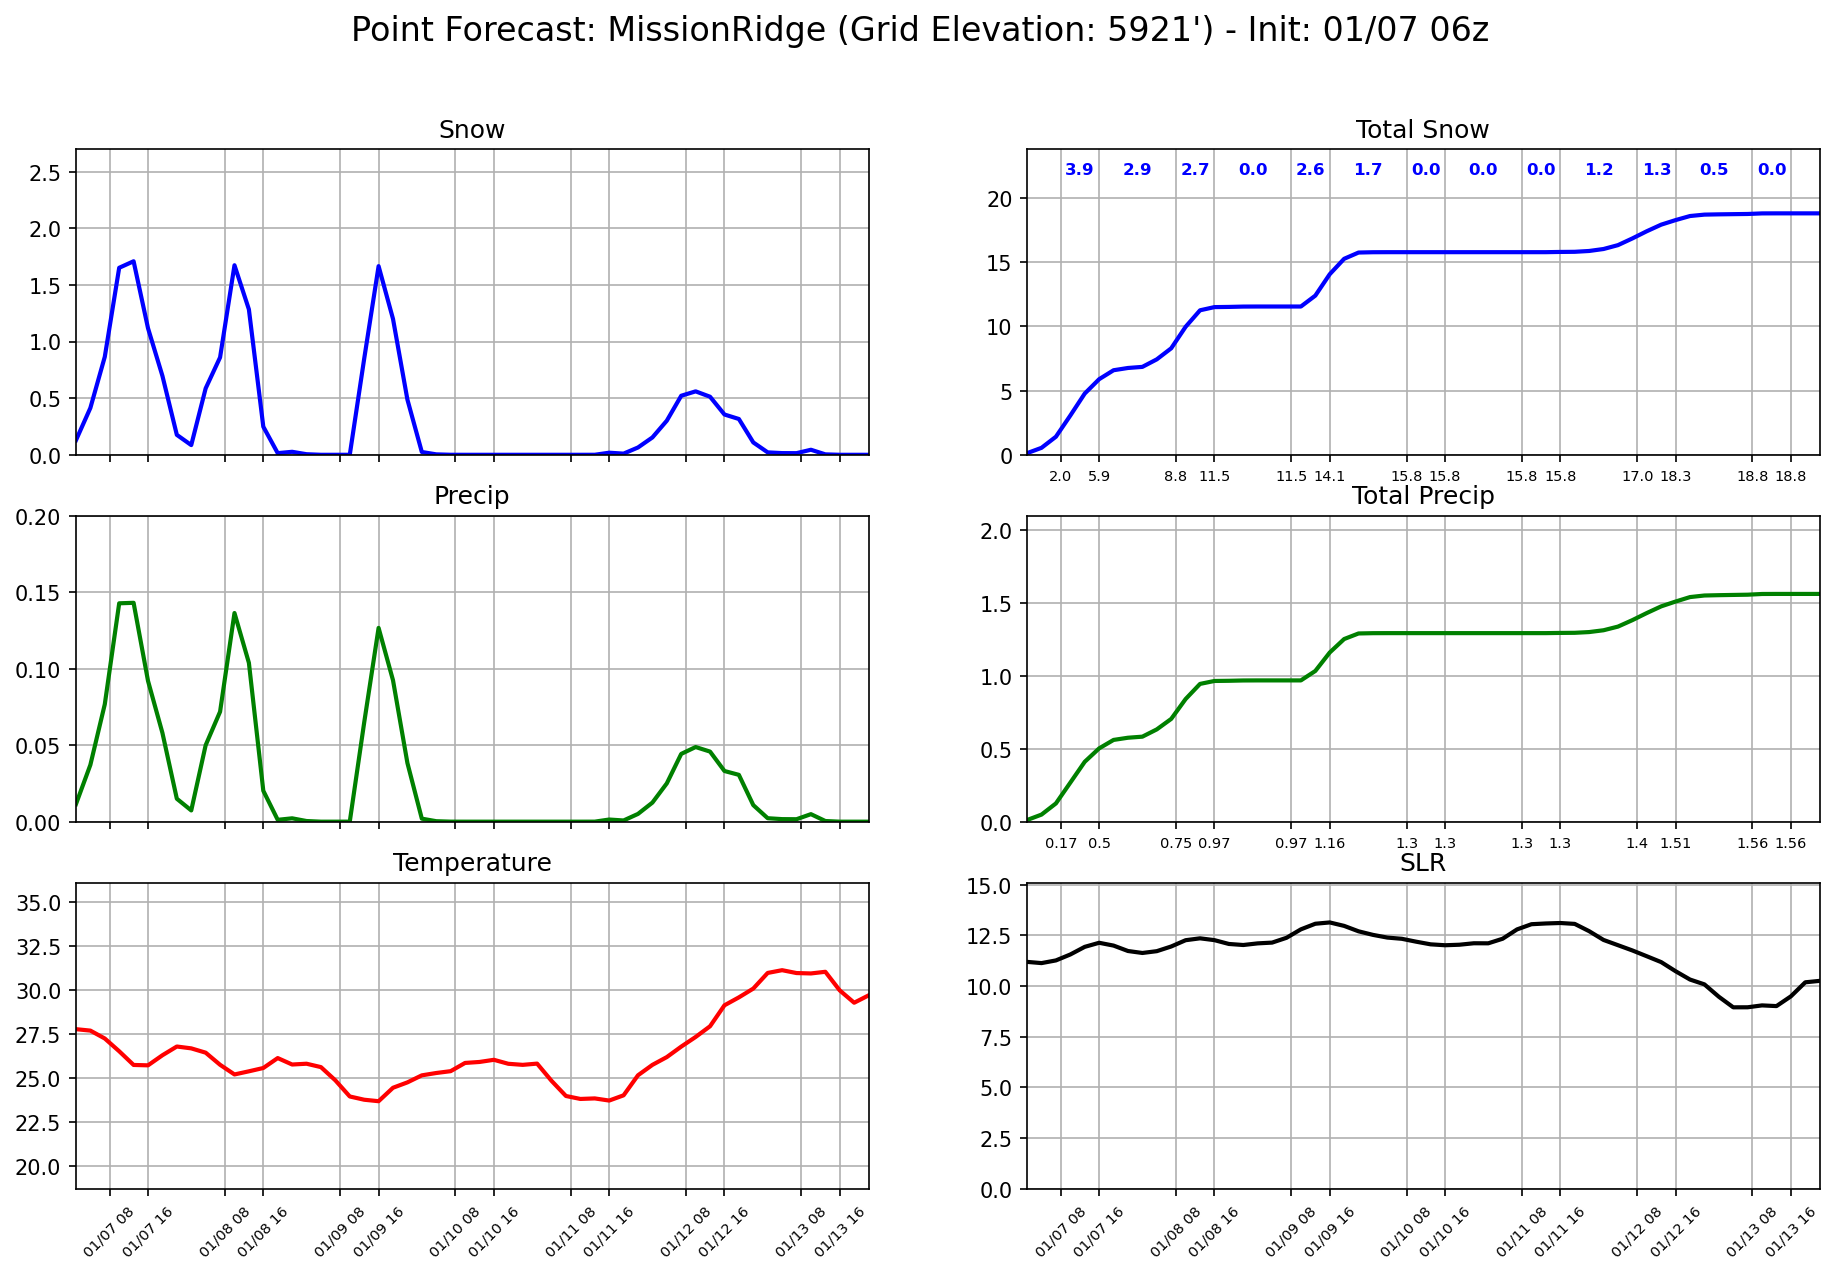 Point Forecast: MissionRidge (Grid Elevation: 5921') - Init: 01/07 06z
Snow
2.5
2.0
1.5
1.0
0.5
0.0
Total Snow
3.9 2.9 2.7 0.0 2.6 1.7 0.0 0.0 0.0 1.2 1.3 0.5 0.0
20
15
10
5
0
2.0 5.9 8.8 11.5 11.5 14.1 15.8 15.8 15.8 15.8 17.0 18.3 18.8 18.8
Precip
0.20
0.15
0.10
0.05
0.00
Total Precip
2.0
1.5
1.0
0.5
0.0
0.17 0.5 0.75 0.97 0.97 1.16 1.3 1.3 1.3 1.3 1.4 1.51 1.56 1.56
Temperature
35.0
32.5
30.0
27.5
25.0
22.5
20.0
01/07 08 01/07 16 01/08 08 01/08 16 01/09 08 01/09 16 01/10 08 01/10 16 01/11 08 01/11 16 01/12 08 01/12 16 01/13 08 01/13 16
SLR
15.0
12.5
10.0
7.5
5.0
2.5
0.0
01/07 08 01/07 16 01/08 08 01/08 16 01/09 08 01/09 16 01/10 08 01/10 16 01/11 08 01/11 16 01/12 08 01/12 16 01/13 08 01/13 16